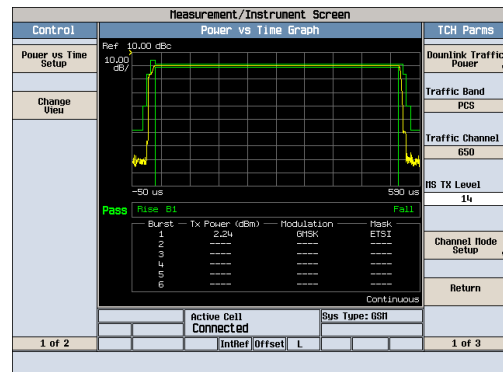 Measurement/Instrument Screen
Control
Power vs Time Graph
TCH Parms
Power vs Time Setup
Change View
1 of 2
Ref 10.00 dBc
10.00 dB/
-50 us
590 us
Pass
Rise B1
Fall
Burst Tx Power (dBm) Modulation Mask
1 2.24 GMSK ETSI
2 ---- ---- ----
3 ---- ---- ----
4 ---- ---- ----
5 ---- ---- ----
6 ---- ---- ----
Continuous
Active Cell
Connected
Sys Type: GSM
IntRef Offset L
Downlink Traffic Power
Traffic Band
PCS
Traffic Channel
650
MS TX Level
14
Channel Mode Setup
Return
1 of 3